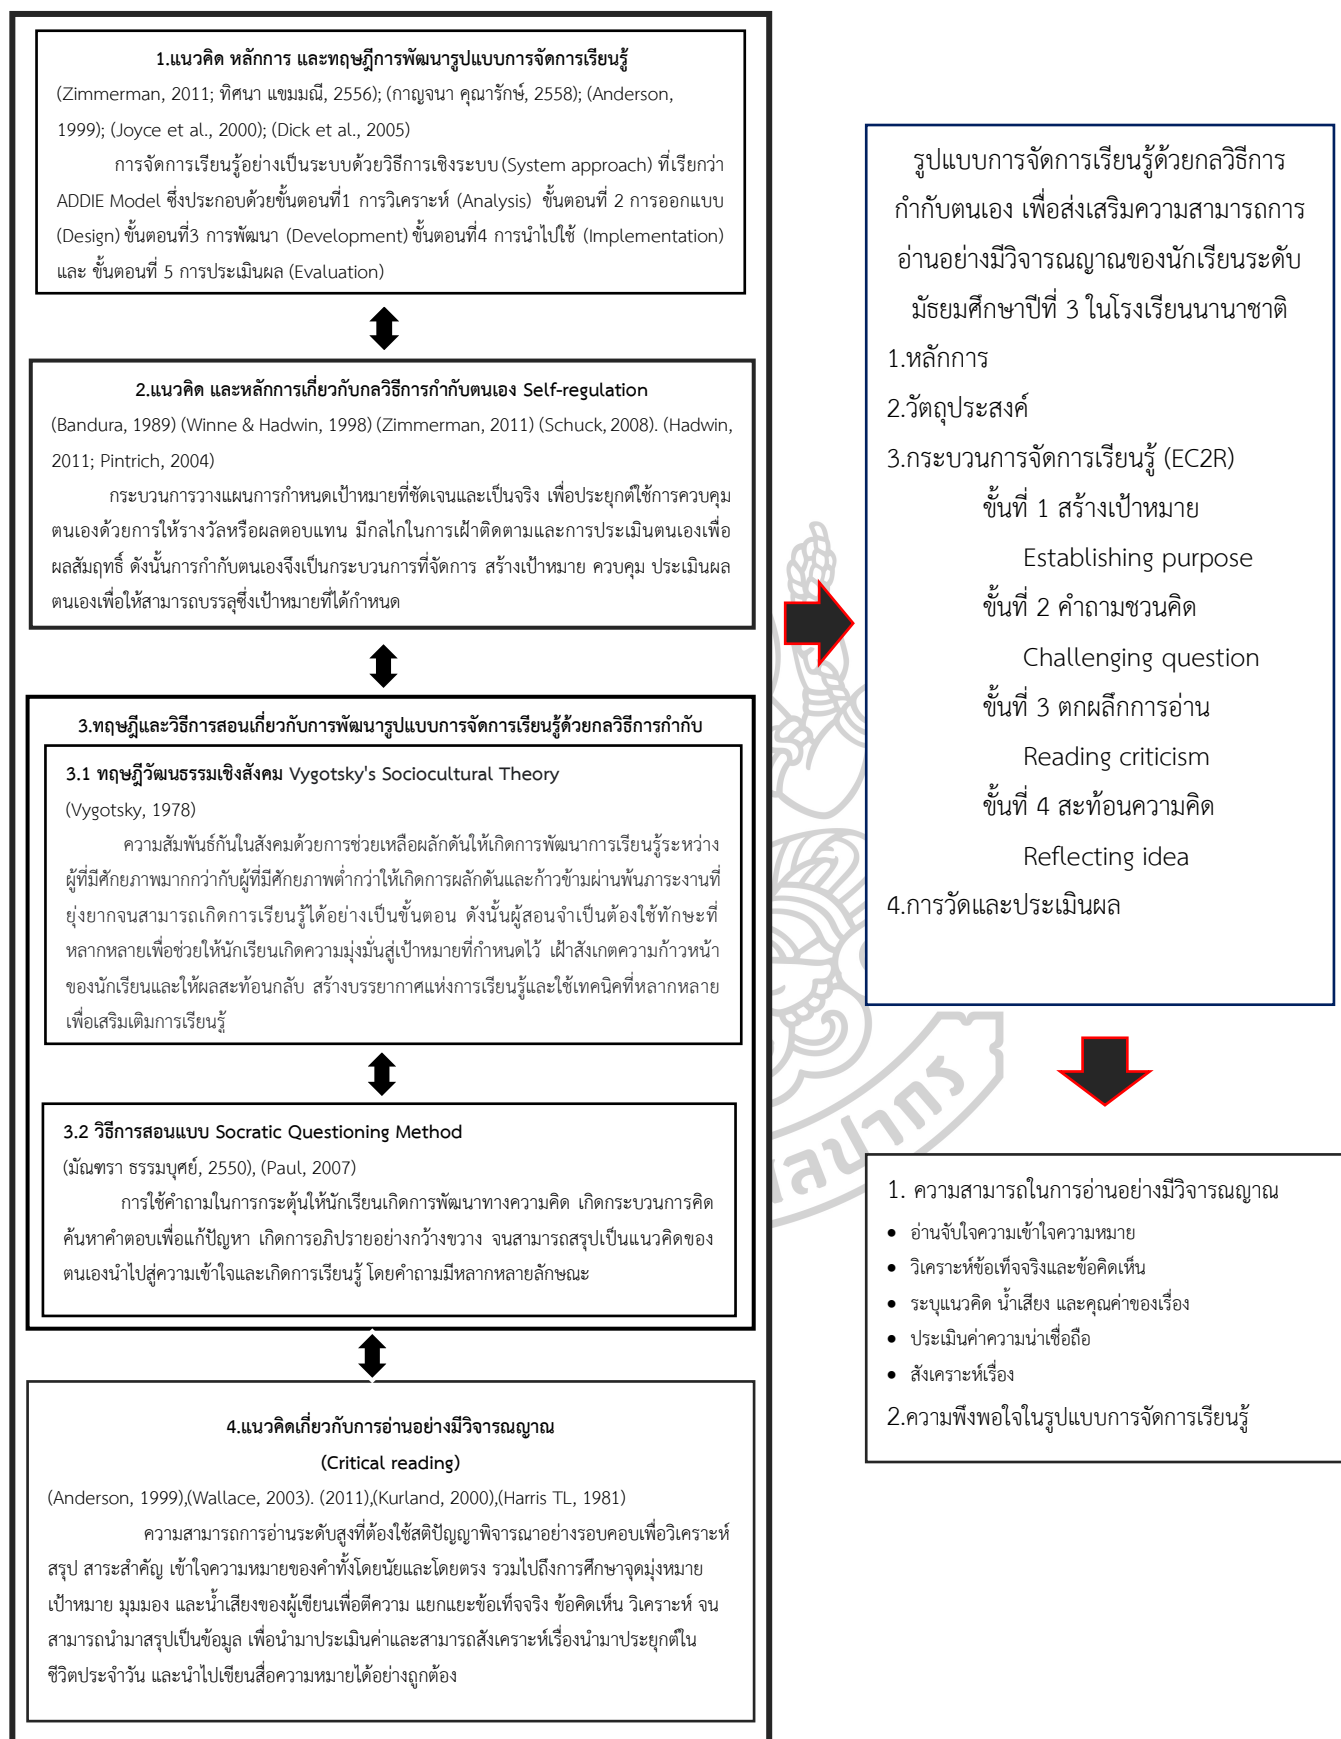 1.แนวคิด หลักการ และทฤษฎีการพัฒนารูปแบบการจัดการเรียนรู้
(Zimmerman, 2011; ทิศนา แขมมณี, 2556); (กาญจนา คุณารักษ์, 2558); (Anderson,
1999); (Joyce et al., 2000); (Dick et al., 2005)
การจัดการเรียนรู้อย่างเป็นระบบด้วยวิธีการเชิงระบบ (System approach) ที่เรียกว่า
ADDIE Model ซึ่งประกอบด้วยขั้นตอนที่1 การวิเคราะห์ (Analysis) ขั้นตอนที่ 2 การออกแบบ
(Design) ขั้นตอนที่3 การพัฒนา (Development) ขั้นตอนที่4 การนำไปใช้ (Implementation)
และ ขั้นตอนที่ 5 การประเมินผล (Evaluation)
2.แนวคิด และหลักการเกี่ยวกับกลวิธีการกำกับตนเอง Self-regulation
(Bandura, 1989) (Winne & Hadwin, 1998) (Zimmerman, 2011) (Schuck, 2008). (Hadwin,
2011; Pintrich, 2004)
กระบวนการวางแผนการกำหนดเป้าหมายที่ชัดเจนและเป็นจริง เพื่อประยุกต์ใช้การควบคุม
ตนเองด้วยการให้รางวัลหรือผลตอบแทน มีกลไกในการเฝ้าติดตามและการประเมินตนเองเพื่อ
ผลสัมฤทธิ์ ดังนั้นการกำกับตนเองจึงเป็นกระบวนการที่จัดการ สร้างเป้าหมาย ควบคุม ประเมินผล
ตนเองเพื่อให้สามารถบรรลุซึ่งเป้าหมายที่ได้กำหนด
3.ทฤษฎีและวิธีการสอนเกี่ยวกับการพัฒนารูปแบบการจัดการเรียนรู้ด้วยกลวิธีการกำกับ
3.1 ทฤษฎีวัฒนธรรมเชิงสังคม Vygotsky's Sociocultural Theory
(Vygotsky, 1978)
ความสัมพันธ์กันในสังคมด้วยการช่วยเหลือผลักดันให้เกิดการพัฒนาการเรียนรู้ระหว่าง
ผู้ที่มีศักยภาพมากกว่ากับผู้ที่มีศักยภาพต่ำกว่าให้เกิดการผลักดันและก้าวข้ามผ่านพ้นภาระงานที่
ยุ่งยากจนสามารถเกิดการเรียนรู้ได้อย่างเป็นขั้นตอน ดังนั้นผู้สอนจำเป็นต้องใช้ทักษะที่
หลากหลายเพื่อช่วยให้นักเรียนเกิดความมุ่งมั่นสู่เป้าหมายที่กำหนดไว้ เฝ้าสังเกตความก้าวหน้า
ของนักเรียนและให้ผลสะท้อนกลับ สร้างบรรยากาศแห่งการเรียนรู้และใช้เทคนิคที่หลากหลาย
เพื่อเสริมเติมการเรียนรู้
3.2 วิธีการสอนแบบ Socratic Questioning Method
(มัณฑรา ธรรมบุศย์, 2550), (Paul, 2007)
การใช้คำถามในการกระตุ้นให้นักเรียนเกิดการพัฒนาทางความคิด เกิดกระบวนการคิด
ค้นหาคำตอบเพื่อแก้ปัญหา เกิดการอภิปรายอย่างกว้างขวาง จนสามารถสรุปเป็นแนวคิดของ
ตนเองนำไปสู่ความเข้าใจและเกิดการเรียนรู้ โดยคำถามมีหลากหลายลักษณะ
4.แนวคิดเกี่ยวกับการอ่านอย่างมีวิจารณญาณ
(Critical reading)
(Anderson, 1999),(Wallace, 2003). (2011),(Kurland, 2000),(Harris TL, 1981)
ความสามารถการอ่านระดับสูงที่ต้องใช้สติปัญญาพิจารณาอย่างรอบคอบเพื่อวิเคราะห์
สรุป สาระสำคัญ เข้าใจความหมายของคำทั้งโดยนัยและโดยตรง รวมไปถึงการศึกษาจุดมุ่งหมาย
เป้าหมาย มุมมอง และน้ำเสียงของผู้เขียนเพื่อตีความ แยกแยะข้อเท็จจริง ข้อคิดเห็น วิเคราะห์ จน
สามารถนำมาสรุปเป็นข้อมูล เพื่อนำมาประเมินค่าและสามารถสังเคราะห์เรื่องนำมาประยุกต์ใน
ชีวิตประจำวัน และนำไปเขียนสื่อความหมายได้อย่างถูกต้อง
รูปแบบการจัดการเรียนรู้ด้วยกลวิธีการ
กำกับตนเอง เพื่อส่งเสริมความสามารถการ
อ่านอย่างมีวิจารณญาณของนักเรียนระดับ
มัธยมศึกษาปีที่ 3 ในโรงเรียนนานาชาติ
1.หลักการ
2.วัตถุประสงค์
3.กระบวนการจัดการเรียนรู้ (EC2R)
ขั้นที่ 1 สร้างเป้าหมาย
Establishing purpose
ขั้นที่ 2 คำถามชวนคิด
Challenging question
ขั้นที่ 3 ตกผลึกการอ่าน
Reading criticism
ขั้นที่ 4 สะท้อนความคิด
Reflecting idea
4.การวัดและประเมินผล
1. ความสามารถในการอ่านอย่างมีวิจารณญาณ
• อ่านจับใจความเข้าใจความหมาย
• วิเคราะห์ข้อเท็จจริงและข้อคิดเห็น
• ระบุแนวคิด น้ำเสียง และคุณค่าของเรื่อง
• ประเมินค่าความน่าเชื่อถือ
• สังเคราะห์เรื่อง
2.ความพึงพอใจในรูปแบบการจัดการเรียนรู้